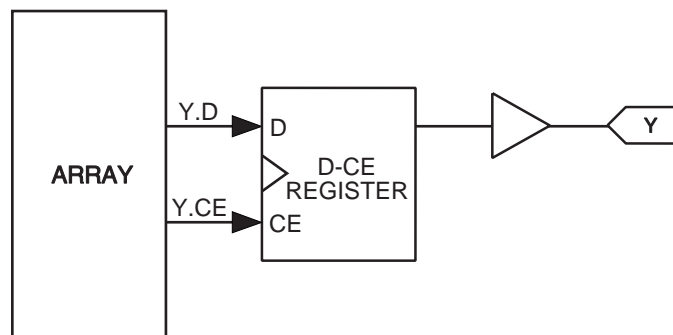 ARRAY
Y.D
Y.CE
D
D-CE
REGISTER
CE
Y